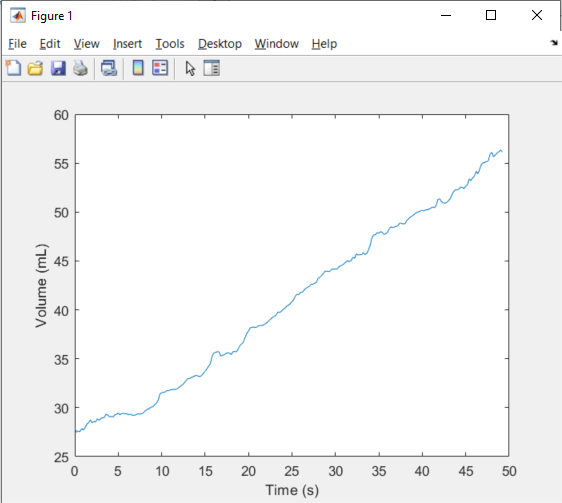 Figure 1
File Edit View Insert Tools Desktop Window Help
60
55
50
45
40
35
30
25
Volume (mL)
0 5 10 15 20 25 30 35 40 45 50
Time (s)